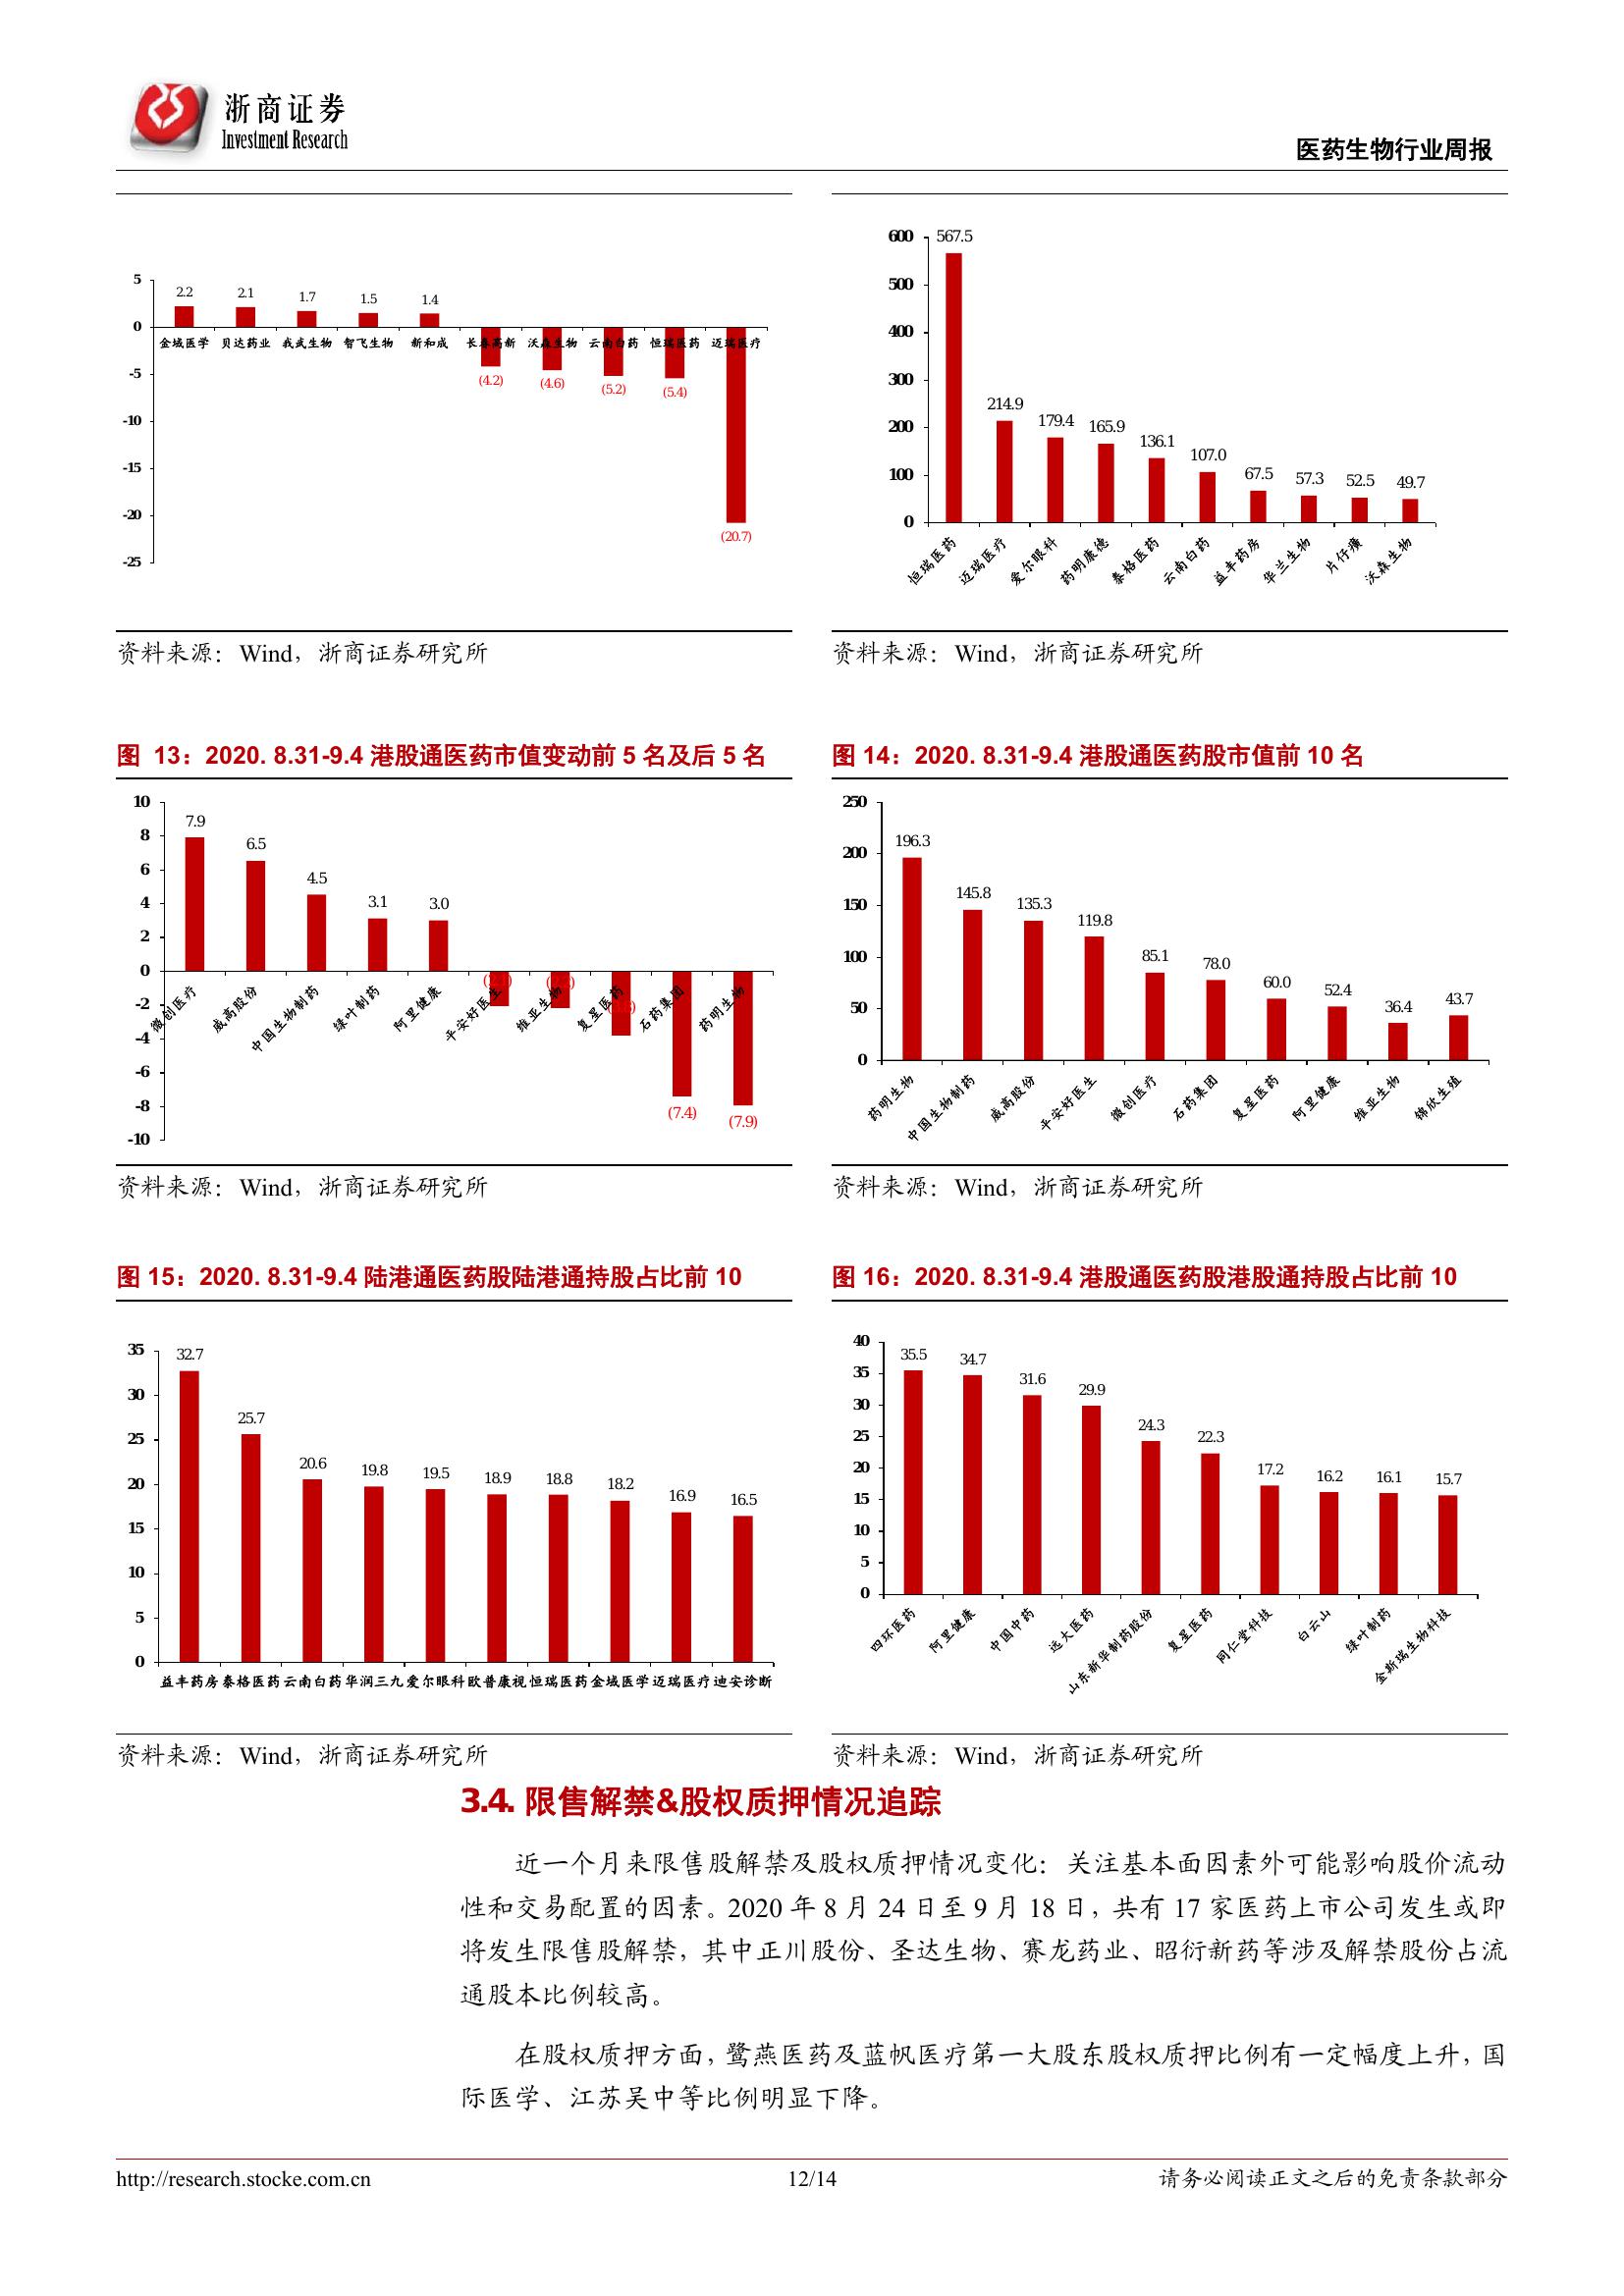 浙商证券
Investment Research
医药生物行业周报
5
0
-5
-10
-15
-20
-25
2.2
2.1
1.7
1.5
1.4
(4.2)
(4.6)
(5.2)
(5.4)
(20.7)
金域医学 贝达药业 我武生物 智飞生物 新和成 长春高新 沃森生物 云南白药 恒瑞医药 迈瑞医疗
600
500
400
300
200
100
0
567.5
214.9
179.4
165.9
136.1
107.0
67.5
57.3
52.5
49.7
恒瑞医药
迈瑞医疗
爱尔眼科
药明康德
泰格医药
云南白药
益丰药房
华兰生物
片仔癀
沃森生物
资料来源：Wind，浙商证券研究所
资料来源：Wind，浙商证券研究所
图 13：2020. 8.31-9.4 港股通医药市值变动前 5 名及后 5 名
10
8
6
4
2
0
-2
-4
-6
-8
-10
7.9
6.5
4.5
3.1
3.0
(7.4)
(7.9)
微创医疗
威高股份
中国生物制药
绿叶制药
阿里健康
平安好医生
维亚生物
复星医药
石药集团
药明生物
图 14：2020. 8.31-9.4 港股通医药股市值前 10 名
250
200
150
100
50
0
196.3
145.8
135.3
119.8
85.1
78.0
60.0
52.4
36.4
43.7
药明生物
中国生物制药
威高股份
平安好医生
微创医疗
石药集团
复星医药
阿里健康
维亚生物
锦欣生殖
资料来源：Wind，浙商证券研究所
资料来源：Wind，浙商证券研究所
图 15：2020. 8.31-9.4 陆港通医药股陆港通持股占比前 10
35
30
25
20
15
10
5
0
32.7
25.7
20.6
19.8
19.5
18.9
18.8
18.2
16.9
16.5
益丰药房 泰格医药 云南白药 华润三九 爱尔眼科 欧普康视 恒瑞医药 金域医学 迈瑞医疗 迪安诊断
图 16：2020. 8.31-9.4 港股通医药股港股通持股占比前 10
40
35
30
25
20
15
10
5
0
35.5
34.7
31.6
29.9
24.3
22.3
17.2
16.2
16.1
15.7
四环医药
阿里健康
中国中药
远大医药
山东新华制药股份
复星医药
同仁堂科技
白云山
绿叶制药
金斯瑞生物科技
资料来源：Wind，浙商证券研究所
资料来源：Wind，浙商证券研究所
3.4. 限售解禁&股权质押情况追踪
近一个月来限售股解禁及股权质押情况变化：关注基本面因素外可能影响股价流动
性和交易配置的因素。2020 年 8 月 24 日至 9 月 18 日，共有 17 家医药上市公司发生或即
将发生限售股解禁，其中正川股份、圣达生物、赛龙药业、昭衍新药等涉及解禁股份占流
通股本比例较高。
在股权质押方面，鹭燕医药及蓝帆医疗第一大股东股权质押比例有一定幅度上升，国
际医学、江苏吴中等比例明显下降。
http://research.stocke.com.cn
12/14
请务必阅读正文之后的免责条款部分